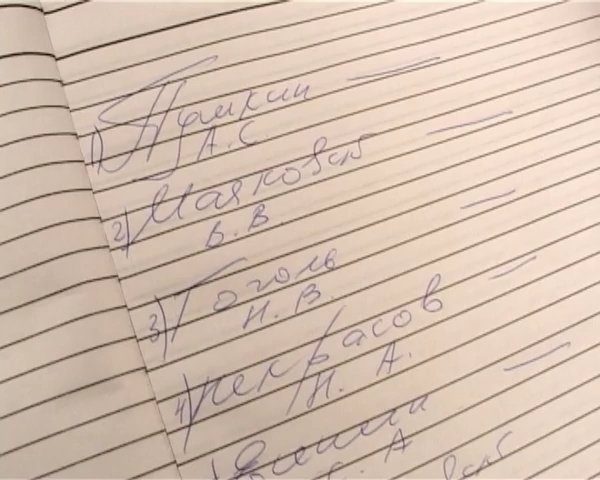 1) Пушкин —
А. С.
2) Маяковский —
В. В
3) Гоголь —
Н. В.
4) Некрасов —
Н. А.
А